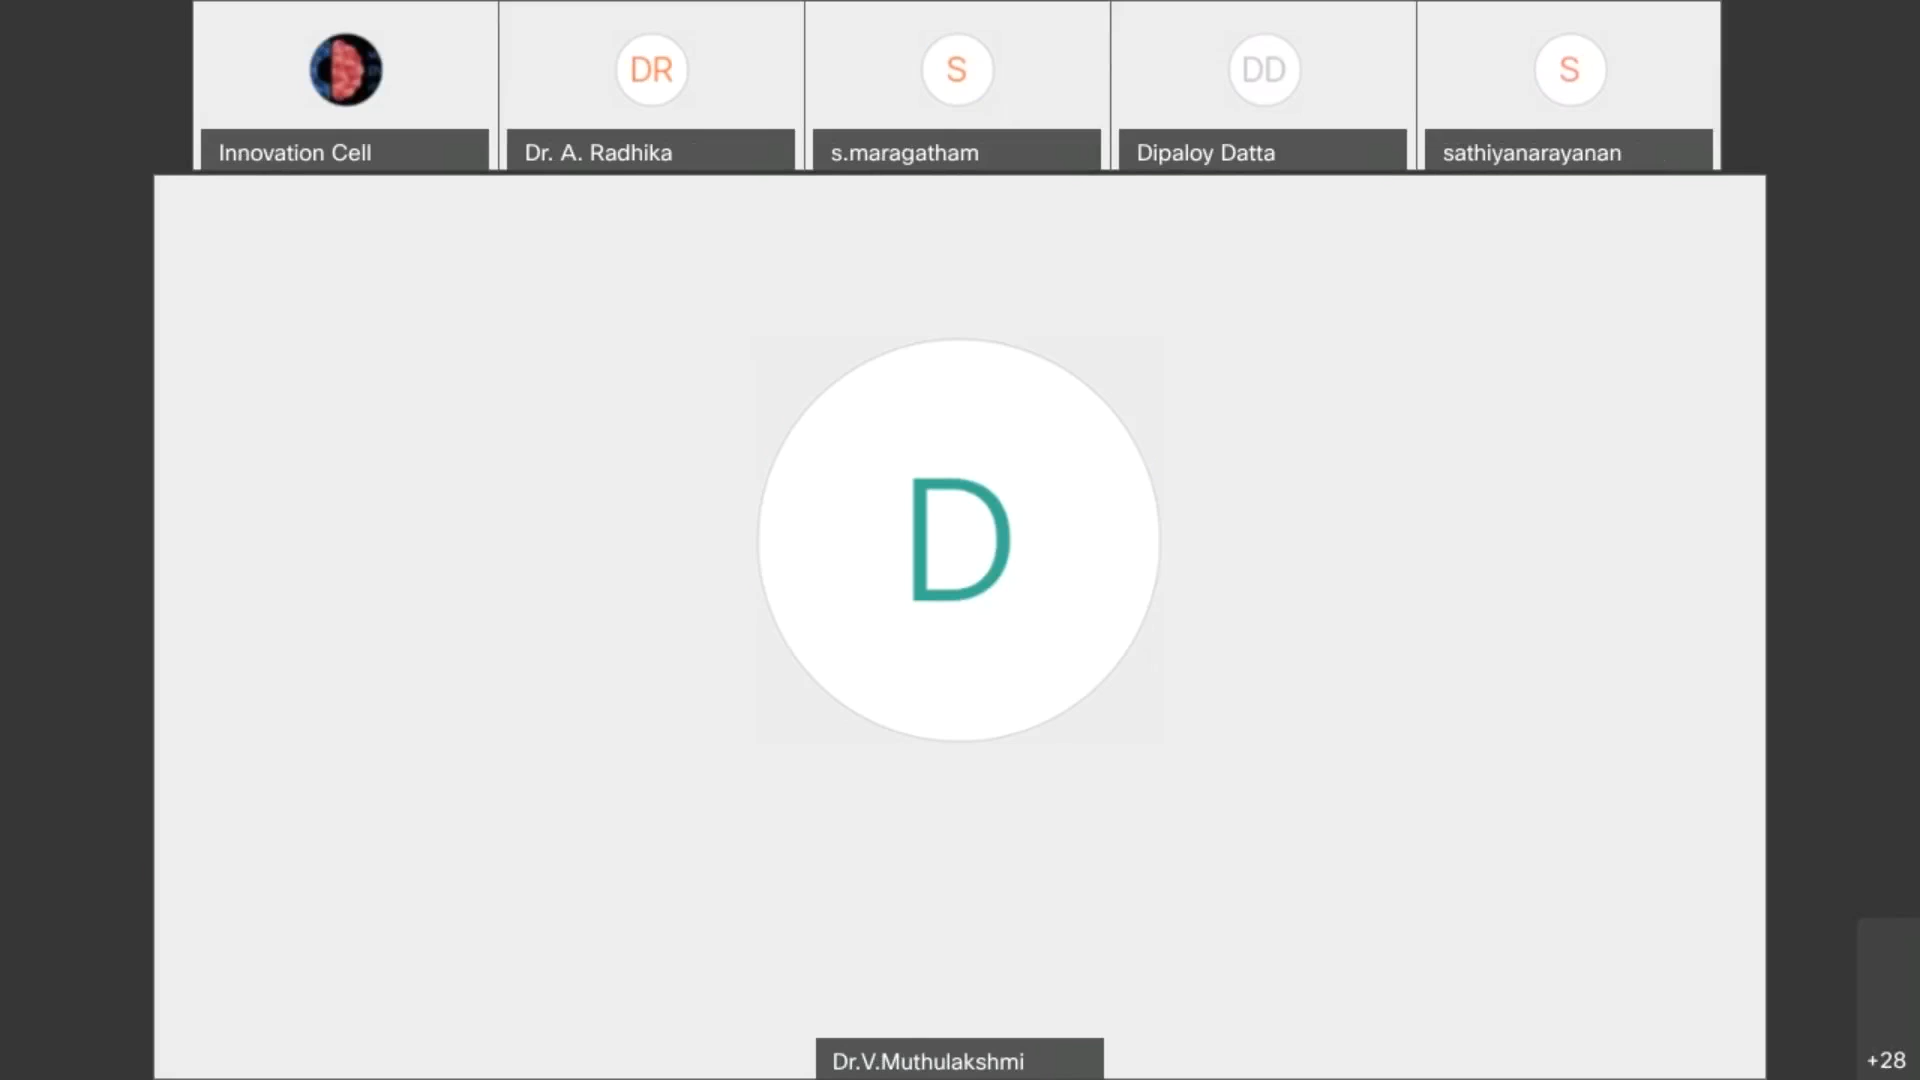 DR
S
DD
S
Innovation Cell
Dr. A. Radhika
s.maragatham
Dipaloy Datta
sathiyanarayanan
D
Dr.V.Muthulakshmi
+28